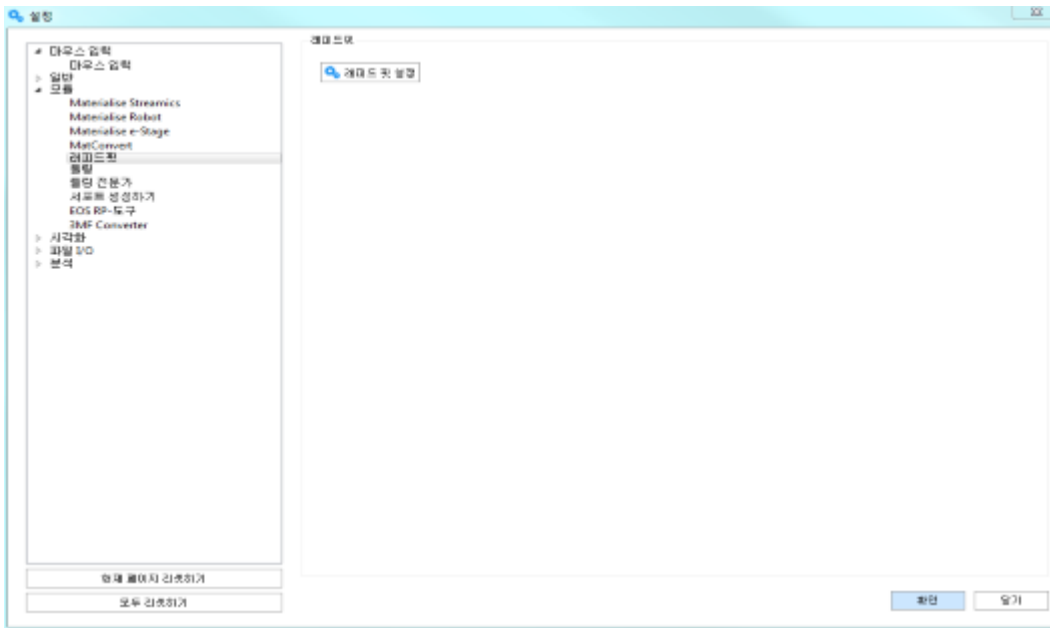 설정
마우스 입력
마우스 입력
일반
모듈
Materialise Streamics
Materialise Robot
Materialise e-Stage
MatConvert
래피드핏
툴링
툴링 전문가
서포트 생성하기
EOS RP-도구
3MF Converter
시각화
파일 I/O
분석
현재 페이지 리셋하기
모두 리셋하기
래피드핏
래피드 핏 설정
확인
닫기